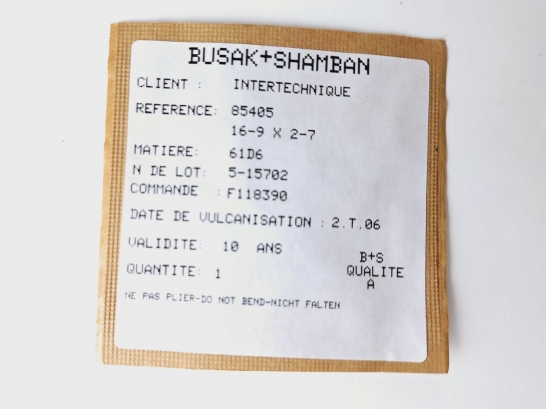 BUSAK+SHAMBAN
CLIENT : INTERTECHNIQUE
REFERENCE: 85405
16-9 X 2-7
MATIERE: 61D6
N DE LOT: 5-15702
COMMANDE : F118390
DATE DE VULCANISATION : 2.T.06
VALIDITE: 10 ANS
QUANTITE: 1
B+S
QUALITE
A
NE PAS PLIER-DO NOT BEND-NICHT FALTEN